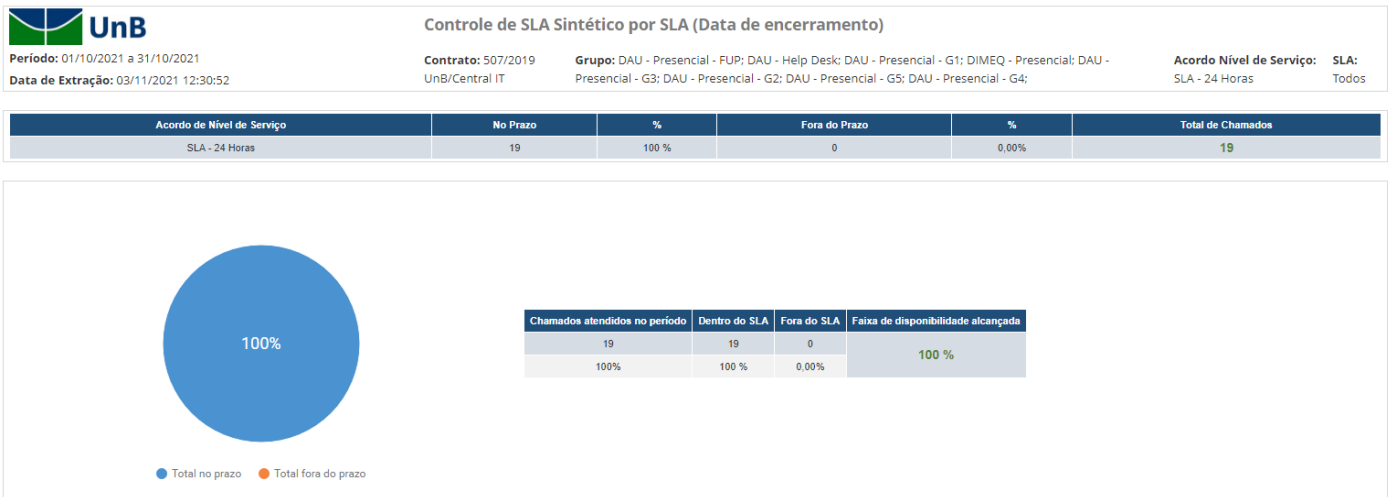 UnB
Controle de SLA Sintético por SLA (Data de encerramento)
Período: 01/10/2021 a 31/10/2021
Data de Extração: 03/11/2021 12:30:52
Contrato: 507/2019
UnB/Central IT
Grupo: DAU - Presencial - FUP; DAU - Help Desk; DAU - Presencial - G1; DIMEQ - Presencial; DAU -
Presencial - G3; DAU - Presencial - G2; DAU - Presencial - G5; DAU - Presencial - G4;
Acordo Nível de Serviço:
SLA - 24 Horas
SLA:
Todos
Acordo de Nível de Serviço No Prazo % Fora do Prazo % Total de Chamados
SLA - 24 Horas 19 100 % 0 0,00% 19
100%
Total no prazo Total fora do prazo
Chamados atendidos no período Dentro do SLA Fora do SLA Faixa de disponibilidade alcançada
19 19 0 100 %
100% 100 % 0,00%